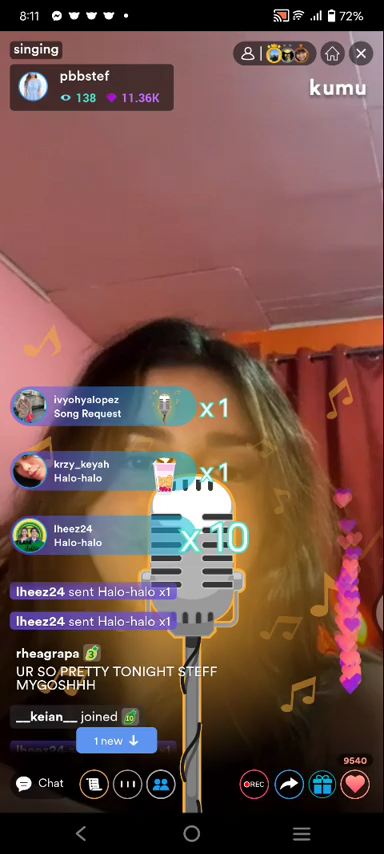 8:11
72%
singing
pbbstef
138
11.36K
kumu
ivyohyalopez
Song Request
x1
krzy_keyah
Halo-halo
x1
lheez24
Halo-halo
x10
lheez24 sent Halo-halo x1
lheez24 sent Halo-halo x1
rheagrapa 3
UR SO PRETTY TONIGHT STEFF
MYGOSHHH
__keian__ joined 10
1 new
9540
Chat
REC